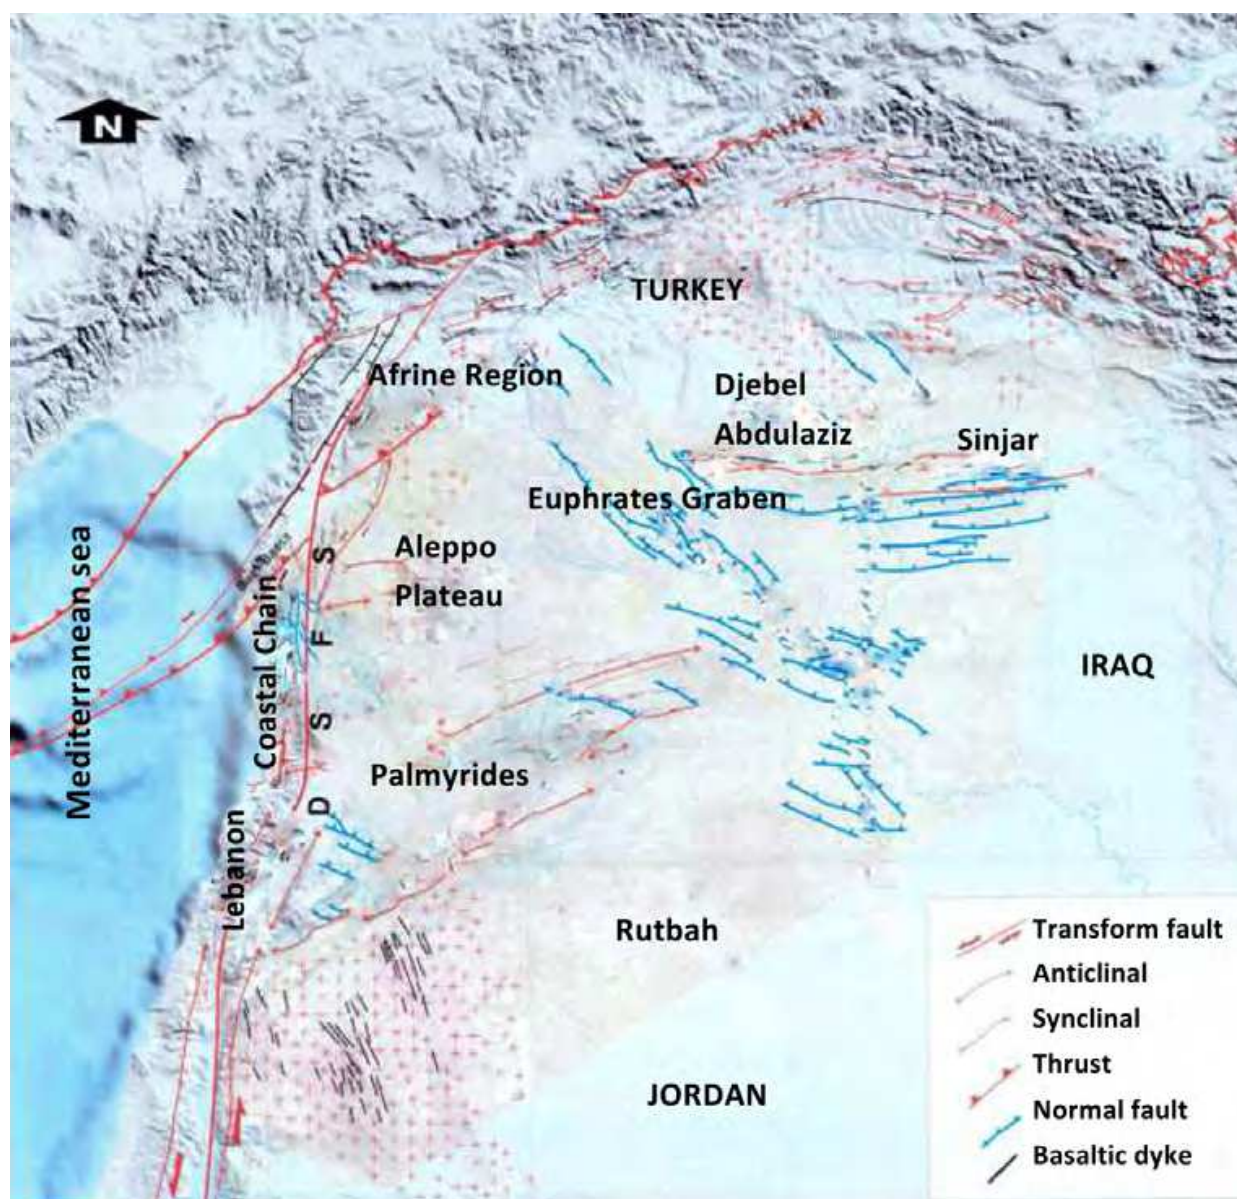 N
TURKEY
Afrine Region
Djebel
Abdulaziz
Sinjar
Euphrates Graben
Mediterranean sea
Coastal Chain
Aleppo
Plateau
D S F S
IRAQ
Palmyrides
Lebanon
Rutbah
JORDAN
Transform fault
Anticlinal
Synclinal
Thrust
Normal fault
Basaltic dyke